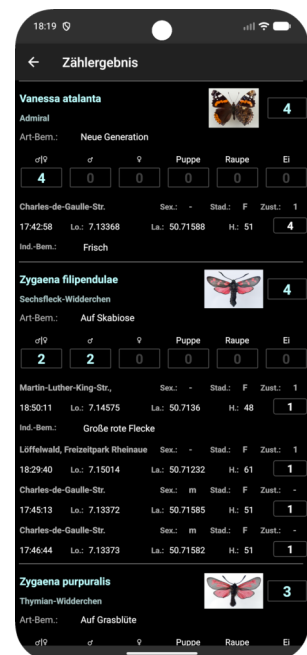 18:19
Zählergebnis
Vanessa atalanta
4
Admiral
Art-Bem.: Neue Generation
♂|♀ ♂ ♀ Puppe Raupe Ei
4 0 0 0 0 0
Charles-de-Gaulle-Str. Sex.: - Stad.: F Zust.: 1
17:42:58 Lo.: 7.13368 La.: 50.71588 H.: 51 4
Ind.-Bem.: Frisch
Zygaena filipendulae
4
Sechsfleck-Widderchen
Art-Bem.: Auf Skabiose
♂|♀ ♂ ♀ Puppe Raupe Ei
2 2 0 0 0 0
Martin-Luther-King-Str., Sex.: - Stad.: F Zust.: 1
18:50:11 Lo.: 7.14575 La.: 50.7136 H.: 48 1
Ind.-Bem.: Große rote Flecke
Löffelwald, Freizeitpark Rheinaue Sex.: - Stad.: F Zust.: 1
18:29:40 Lo.: 7.15014 La.: 50.71232 H.: 61 1
Charles-de-Gaulle-Str. Sex.: m Stad.: F Zust.: -
17:45:13 Lo.: 7.13372 La.: 50.71585 H.: 51 1
Charles-de-Gaulle-Str. Sex.: m Stad.: F Zust.: -
17:46:44 Lo.: 7.13373 La.: 50.71582 H.: 51 1
Zygaena purpuralis
3
Thymian-Widderchen
Art-Bem.: Auf Grasblüte
♂|♀ ♂ ♀ Puppe Raupe Ei